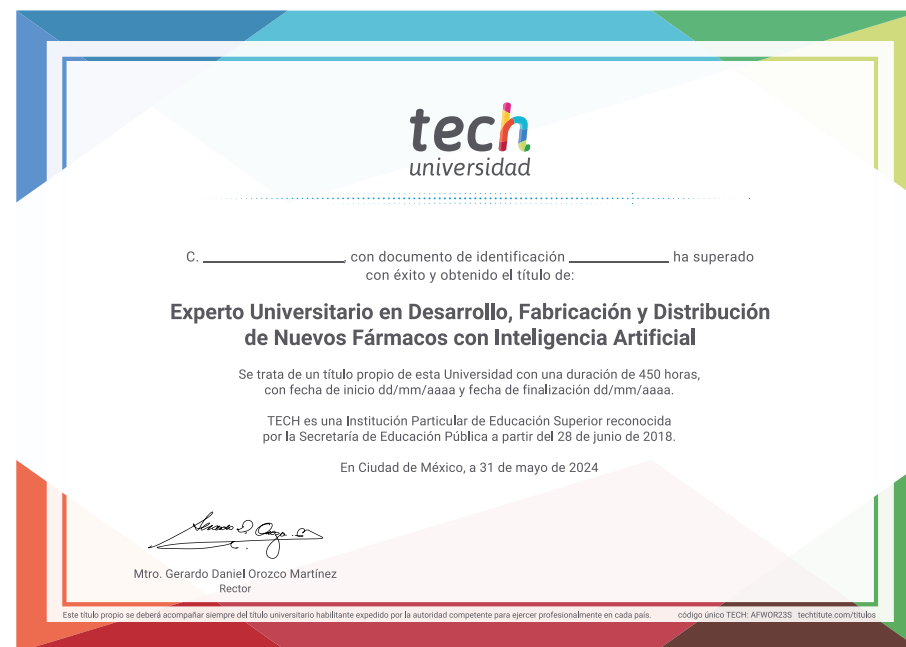 tech
universidad
C. ____________, con documento de identificación ____________ ha superado
con éxito y obtenido el título de:
Experto Universitario en Desarrollo, Fabricación y Distribución
de Nuevos Fármacos con Inteligencia Artificial
Se trata de un título propio de esta Universidad con una duración de 450 horas,
con fecha de inicio dd/mm/aaaa y fecha de finalización dd/mm/aaaa.
TECH es una Institución Particular de Educación Superior reconocida
por la Secretaría de Educación Pública a partir del 28 de junio de 2018.
En Ciudad de México, a 31 de mayo de 2024
Mtro. Gerardo Daniel Orozco Martínez
Rector
Este título propio se deberá acompañar siempre del título universitario habilitante expedido por la autoridad competente para ejercer profesionalmente en cada país. código único TECH: AFWOR23S techtitute.com/titulos